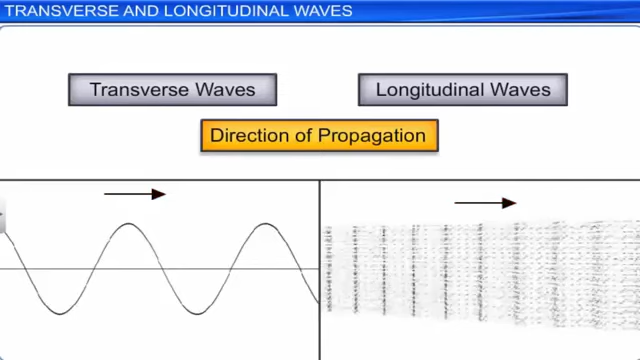 TRANSVERSE AND LONGITUDINAL WAVES
Transverse Waves
Longitudinal Waves
Direction of Propagation